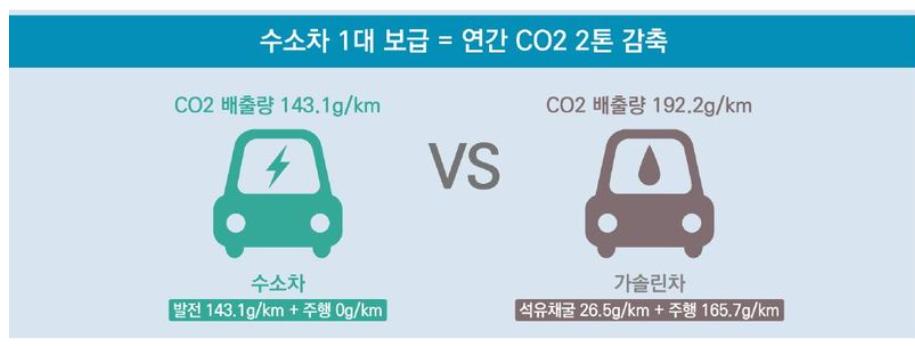 수소차 1대 보급 = 연간 CO2 2톤 감축
CO2 배출량 143.1g/km
CO2 배출량 192.2g/km
VS
수소차
가솔린차
발전 143.1g/km + 주행 0g/km
석유채굴 26.5g/km + 주행 165.7g/km